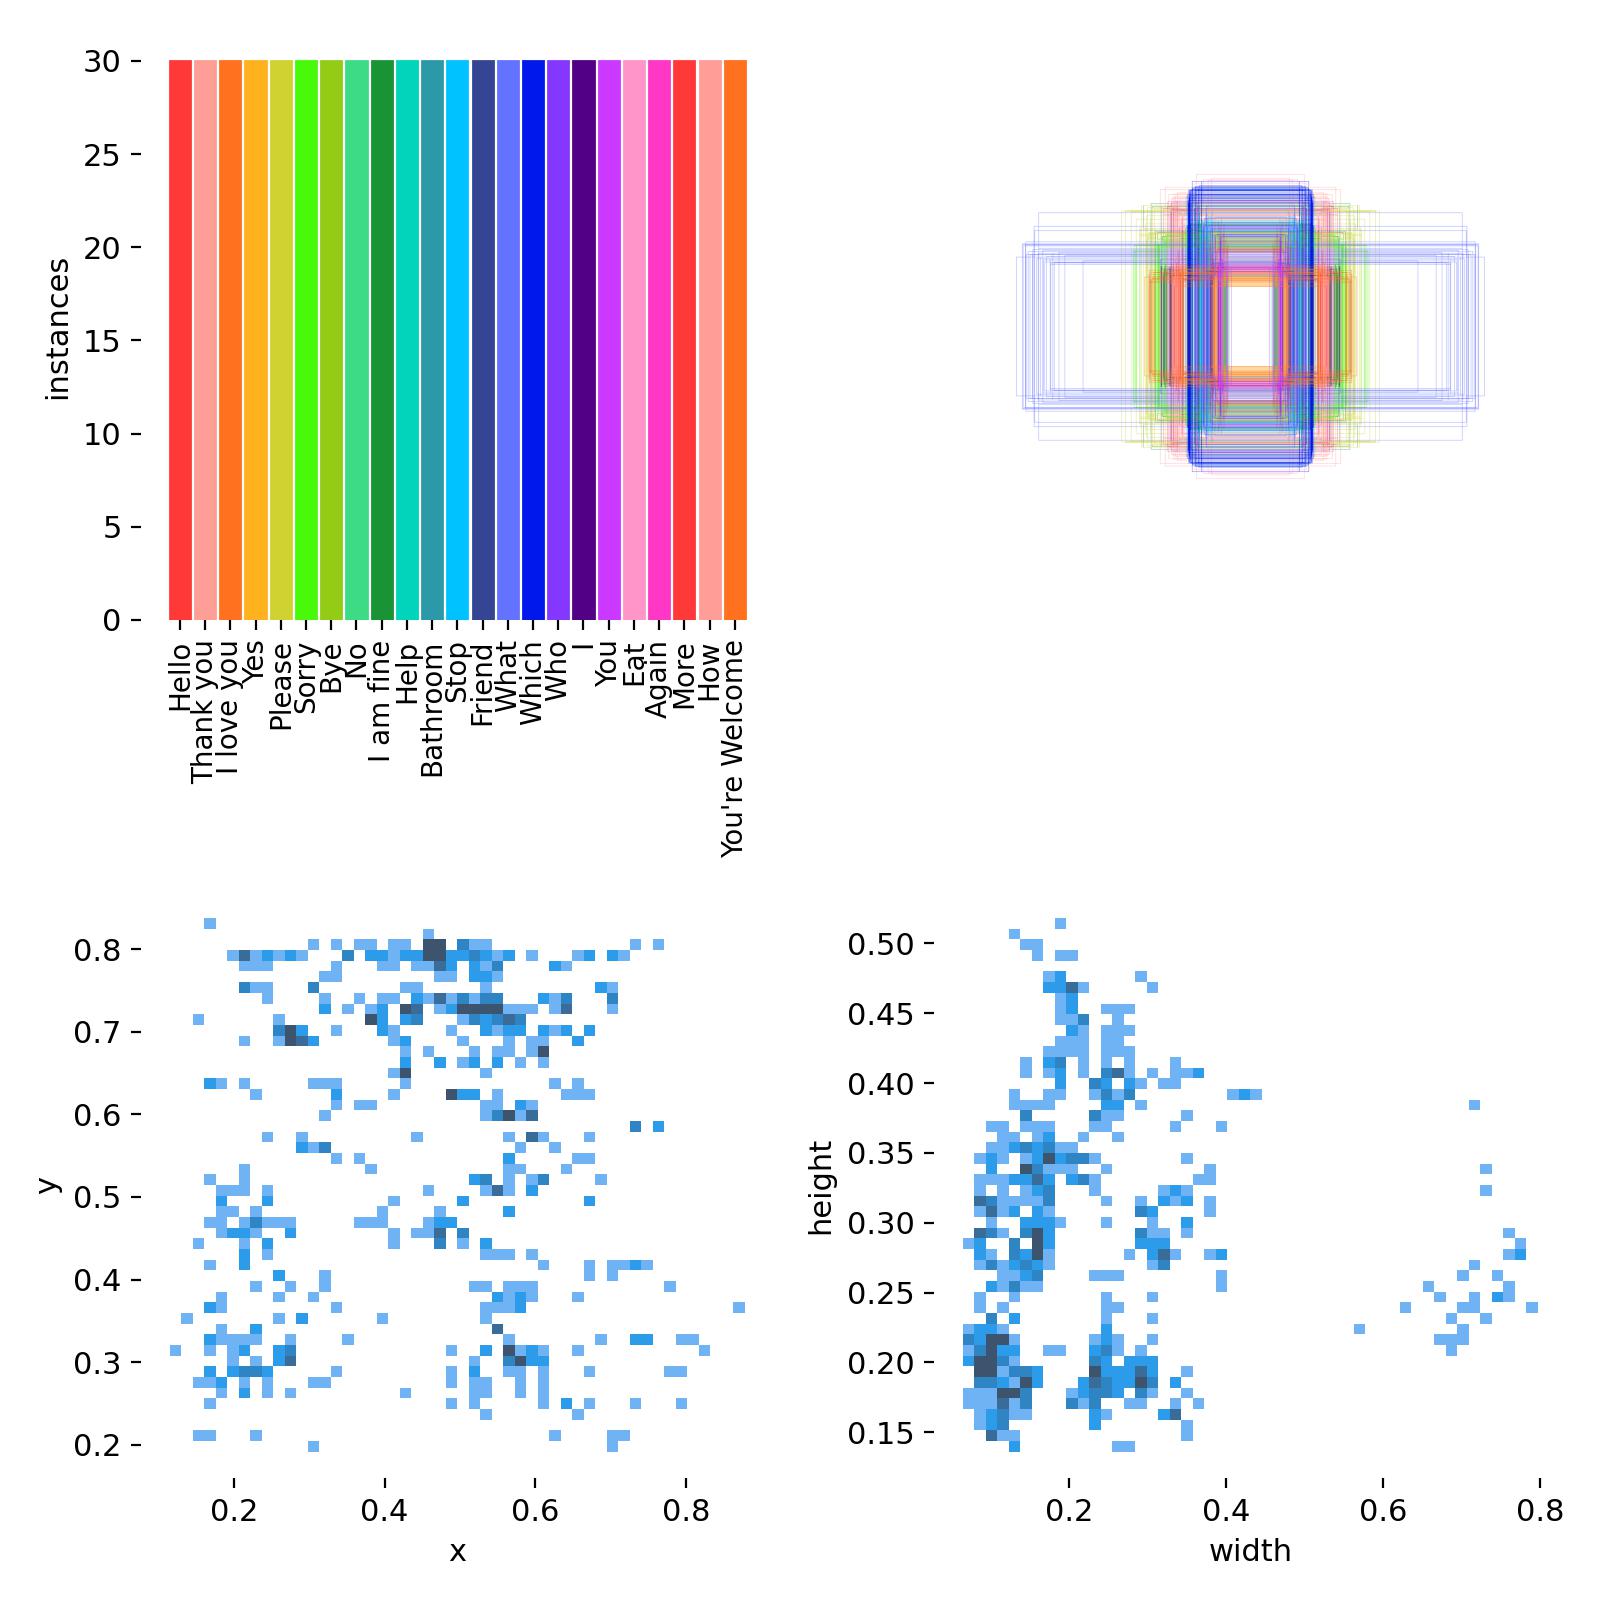 30
25
20
15
10
5
0
instances
Hello
Thank you
I love you
Yes
Please
Sorry
Bye
No
I am fine
Help
Bathroom
Stop
Friend
What
Which
Who
I
You
Eat
Again
More
How
You're Welcome
0.8
0.7
0.6
0.5
0.4
0.3
0.2
y
0.2 0.4 0.6 0.8
x
0.50
0.45
0.40
0.35
0.30
0.25
0.20
0.15
height
0.2 0.4 0.6 0.8
width